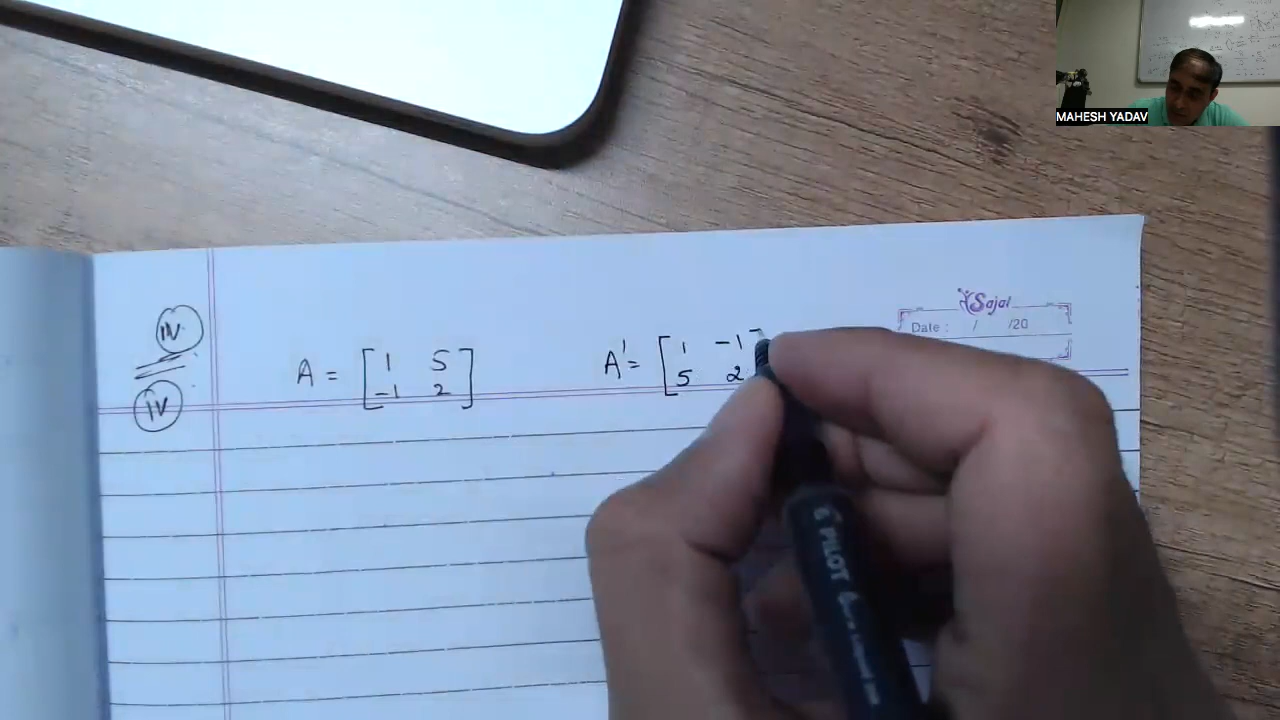 MAHESH YADAV
Sajal
Date : / /20
IV
IV
A = [ 1 5
-1 2 ]
A' = [ 1 -1
5 2
PILOT